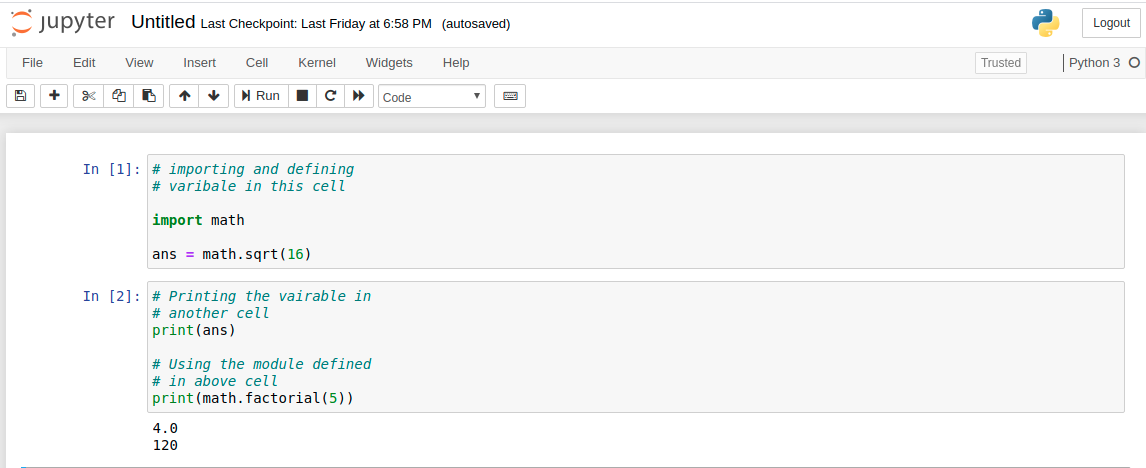 jupyter Untitled Last Checkpoint: Last Friday at 6:58 PM (autosaved) Logout
File Edit View Insert Cell Kernel Widgets Help Trusted Python 3
Run Code
In [1]: # importing and defining
# varibale in this cell
import math
ans = math.sqrt(16)
In [2]: # Printing the vairable in
# another cell
print(ans)
# Using the module defined
# in above cell
print(math.factorial(5))
4.0
120